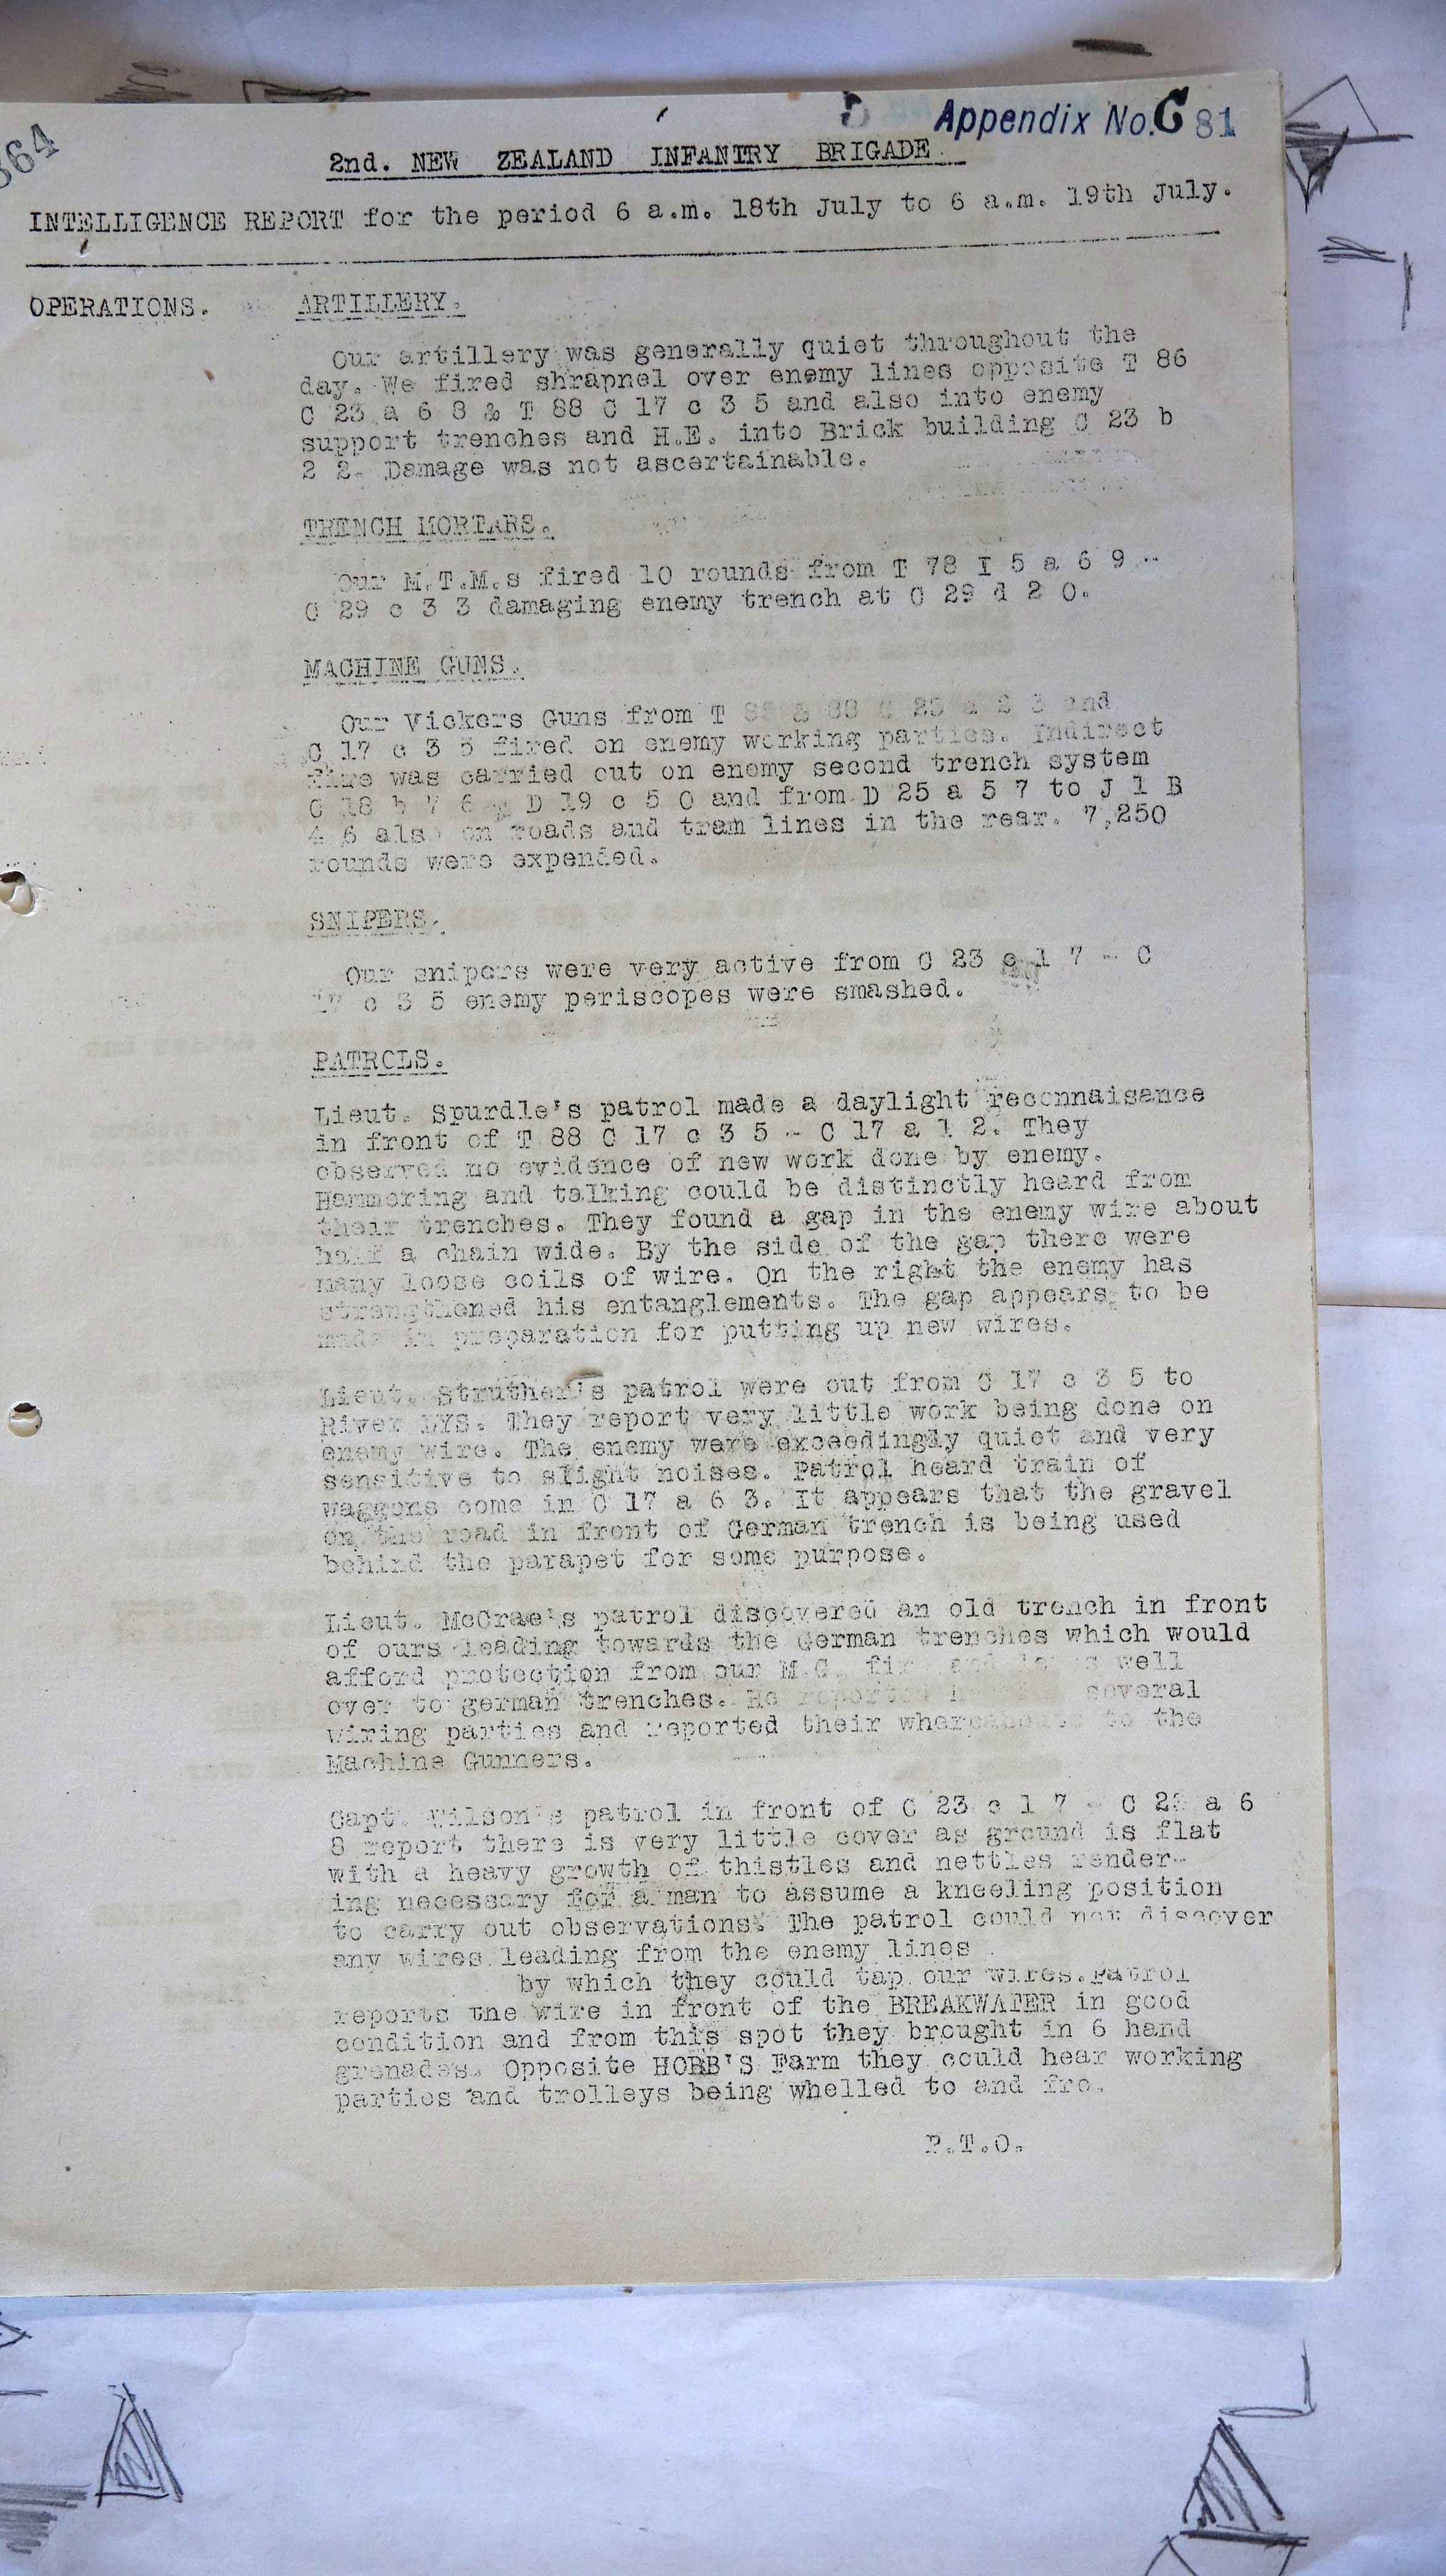 364
Appendix No. C 81
2nd. NEW ZEALAND INFANTRY BRIGADE
INTELLIGENCE REPORT for the period 6 a.m. 18th July to 6 a.m. 19th July.
OPERATIONS.
ARTILLERY.
Our artillery was generally quiet throughout the
day. We fired shrapnel over enemy lines opposite T 86
C 23 a 6 8 & T 88 C 17 c 3 5 and also into enemy
support trenches and H.E. into Brick building C 23 b
2 2. Damage was not ascertainable.
TRENCH MORTARS.
Our M.T.M.s fired 10 rounds from T 78 I 5 a 6 9 -
C 29 c 3 3 damaging enemy trench at C 29 d 2 0.
MACHINE GUNS.
Our Vickers Guns from T & 88 C and
C 17 c 3 5 fired on enemy working parties. Indirect
fire was carried out on enemy second trench system
C 18 b 7 6 D 19 c 5 0 and from D 25 a 5 7 to J 1 B
4 6 also on roads and tram lines in the rear. 7,250
rounds were expended.
SNIPERS.
Our snipers were very active from C 23 c 1 7 - C
17 c 3 5 enemy periscopes were smashed.
PATROLS.
Lieut. Spurdle's patrol made a daylight reconnaisance
in front of T 88 C 17 c 3 5 - C 17 a 1 2. They
observed no evidence of new work done by enemy.
Hammering and talking could be distinctly heard from
their trenches. They found a gap in the enemy wire about
half a chain wide. By the side of the gap there were
many loose coils of wire. On the right the enemy has
strengthened his entanglements. The gap appears to be
made in preparation for putting up new wires.
Lieut. Struther's patrol were out from C 17 c 3 5 to
River LYS. They report very little work being done on
enemy wire. The enemy were exceedingly quiet and very
sensitive to slight noises. Patrol heard train of
waggons come in C 17 a 6 3. It appears that the gravel
on the road in front of German trench is being used
behind the parapet for some purpose.
Lieut. McCrae's patrol discovered an old trench in front
of ours leading towards the German trenches which would
afford protection from our M.G. fire and well
over to german trenches. He reported several
wiring parties and reported their whereabouts to the
Machine Gunners.
Capt. Wilson's patrol in front of C 23 c 1 7 - C 23 a 6
8 report there is very little cover as ground is flat
with a heavy growth of thistles and nettles render-
ing necessary for a man to assume a kneeling position
to carry out observations. The patrol could discover
any wires leading from the enemy lines
by which they could tap our wires. Patrol
reports the wire in front of the BREAKWATER in good
condition and from this spot they brought in 6 hand
grenades. Opposite HOBB'S Farm they could hear working
parties and trolleys being whelled to and fro.
P.T.O.